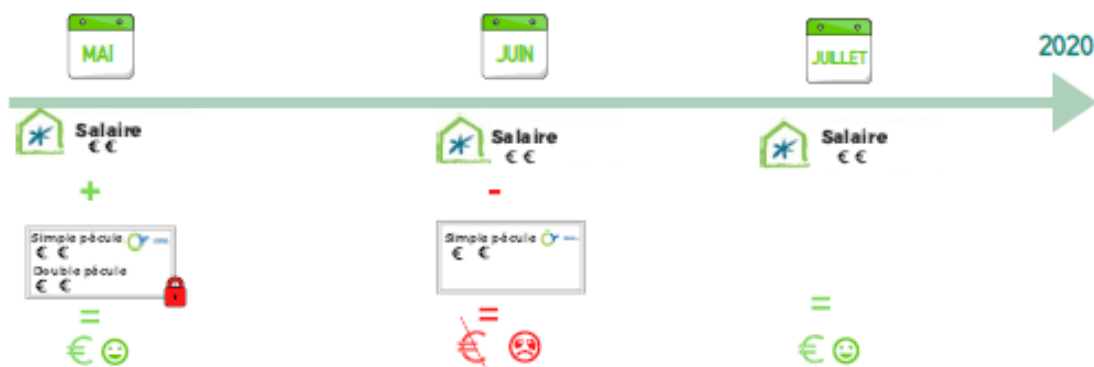 MAI
JUIN
JUILLET
2020
Salaire
€ €
+
Simple pécule
€ €
Double pécule
€ €
=
€
Salaire
€ €
-
Simple pécule
€ €
=
€
Salaire
€ €
=
€